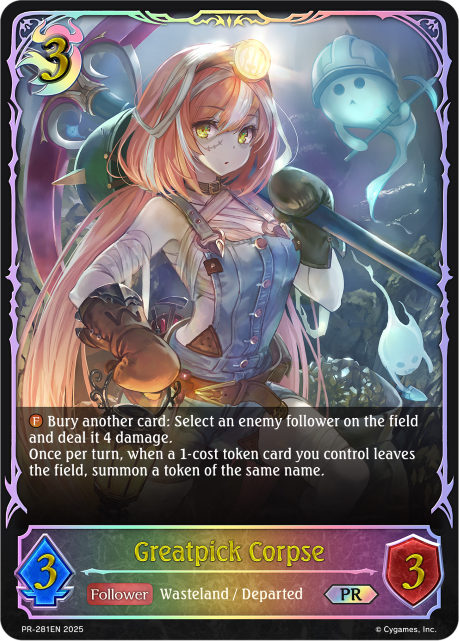 3
F Bury another card: Select an enemy follower on the field
and deal it 4 damage.
Once per turn, when a 1-cost token card you control leaves
the field, summon a token of the same name.
Greatpick Corpse
3
Follower Wasteland / Departed PR
3
PR-281EN 2025 © Cygames, Inc.